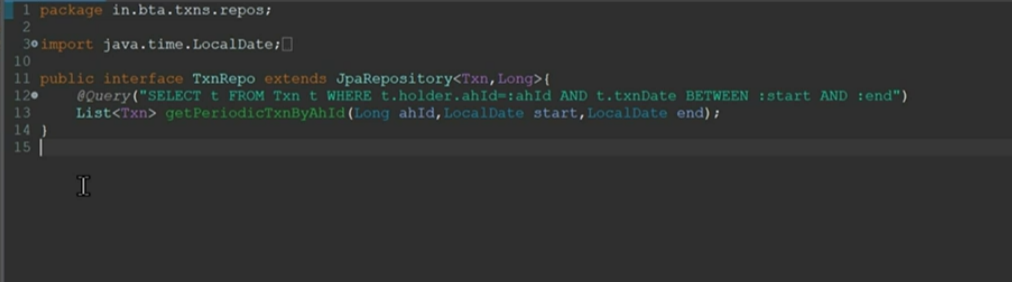 1 package in.bta.txns.repos;
2
3 import java.time.LocalDate;
10
11 public interface TxnRepo extends JpaRepository<Txn,Long>{
12 @Query("SELECT t FROM Txn t WHERE t.holder.ahId=:ahId AND t.txnDate BETWEEN :start AND :end")
13 List<Txn> getPeriodicTxnByAhId(Long ahId,LocalDate start,LocalDate end);
14 }
15